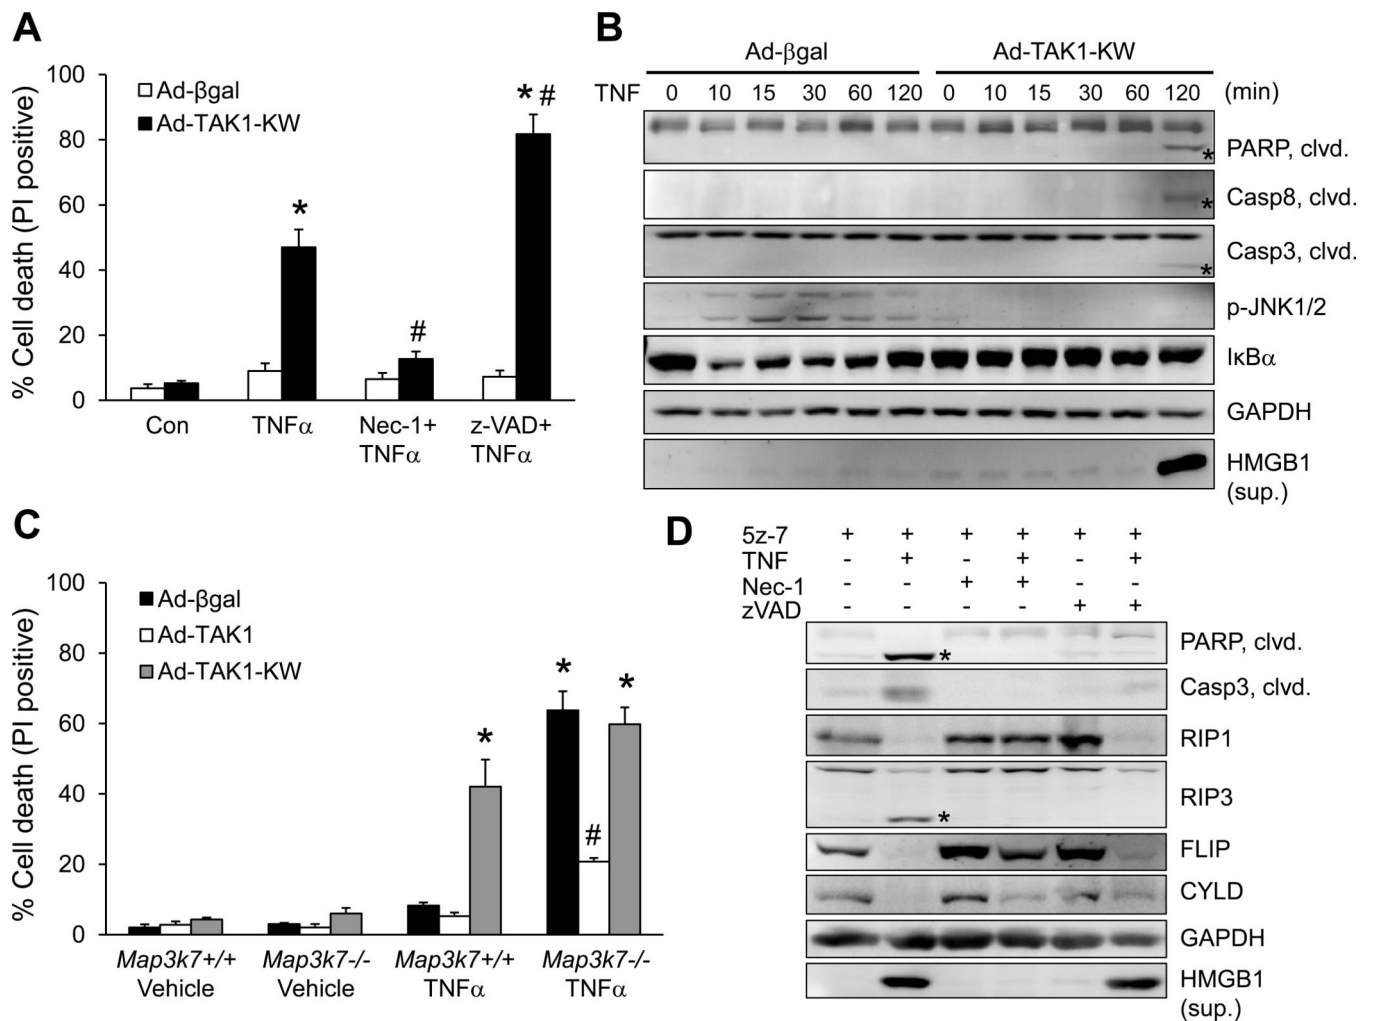 A
% Cell death (PI positive)
100
80
60
40
20
0
Ad-βgal
Ad-TAK1-KW
*
#
* #
Con
TNFα
Nec-1+
TNFα
z-VAD+
TNFα
B
Ad-βgal Ad-TAK1-KW
TNF 0 10 15 30 60 120 0 10 15 30 60 120 (min)
* PARP, clvd.
* Casp8, clvd.
* Casp3, clvd.
p-JNK1/2
IκBα
GAPDH
HMGB1
(sup.)
C
% Cell death (PI positive)
100
80
60
40
20
0
Ad-βgal
Ad-TAK1
Ad-TAK1-KW
*
*
#
*
Map3k7+/+
Vehicle
Map3k7-/-
Vehicle
Map3k7+/+
TNFα
Map3k7-/-
TNFα
D
5z-7 + + + + + +
TNF - + - + - +
Nec-1 - - + + - -
zVAD - - - - + +
* PARP, clvd.
Casp3, clvd.
RIP1
* RIP3
FLIP
CYLD
GAPDH
HMGB1
(sup.)